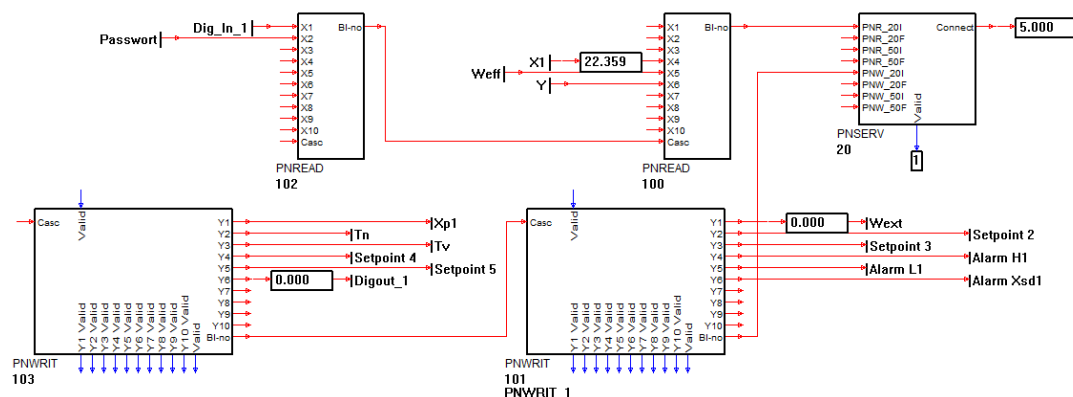 Passwort
Dig_In_1
X1
X2
X3
X4
X5
X6
X7
X8
X9
X10
Casc
BI-no
PNREAD
102
Weff
X1
22.359
Y
X1
X2
X3
X4
X5
X6
X7
X8
X9
X10
Casc
BI-no
PNREAD
100
PNR_20I
PNR_20F
PNR_50I
PNR_50F
PNW_20I
PNW_20F
PNW_50I
PNW_50F
Connect
Valid
5.000
PNSERV
20
1
Casc
Valid
Y1
Y2
Y3
Y4
Y5
Y6
Y7
Y8
Y9
Y10
BI-no
Y1 Valid
Y2 Valid
Y3 Valid
Y4 Valid
Y5 Valid
Y6 Valid
Y7 Valid
Y8 Valid
Y9 Valid
Y10 Valid
Valid
PNWRIT
103
Xp1
Tn
Tv
Setpoint 4
Setpoint 5
0.000
Digout_1
Casc
Valid
Y1
Y2
Y3
Y4
Y5
Y6
Y7
Y8
Y9
Y10
BI-no
Y1 Valid
Y2 Valid
Y3 Valid
Y4 Valid
Y5 Valid
Y6 Valid
Y7 Valid
Y8 Valid
Y9 Valid
Y10 Valid
Valid
PNWRIT
101
PNWRIT_1
0.000
Wext
Setpoint 2
Setpoint 3
Alarm H1
Alarm L1
Alarm Xsd1